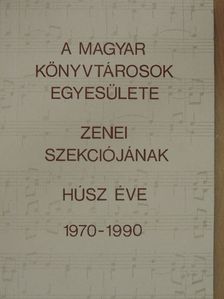 A MAGYAR
KÖNYVTÁROSOK
EGYESÜLETE
ZENEI
SZEKCIÓJÁNAK
HÚSZ ÉVE
1970-1990